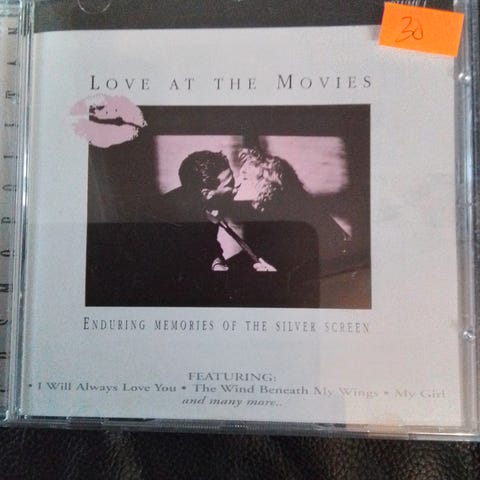 30
LOVE AT THE MOVIES
ENDURING MEMORIES OF THE SILVER SCREEN
FEATURING:
• I Will Always Love You • The Wind Beneath My Wings • My Girl
and many more..